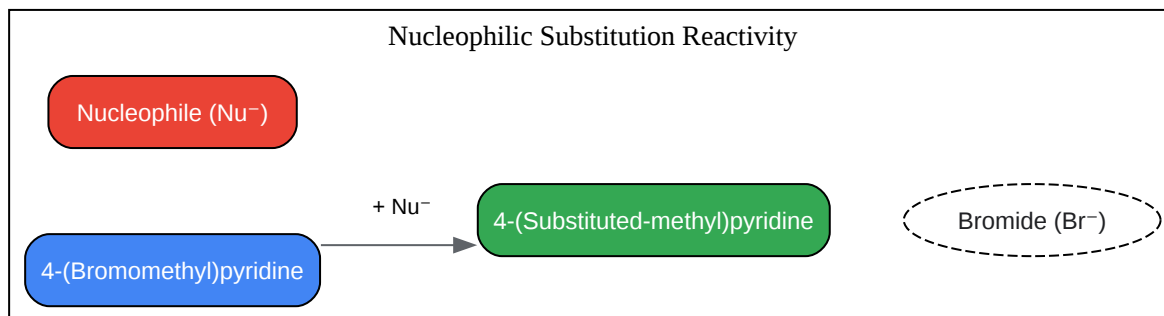 Nucleophilic Substitution Reactivity
Nucleophile (Nu⁻)
+ Nu⁻
4-(Substituted-methyl)pyridine
Bromide (Br⁻)
4-(Bromomethyl)pyridine